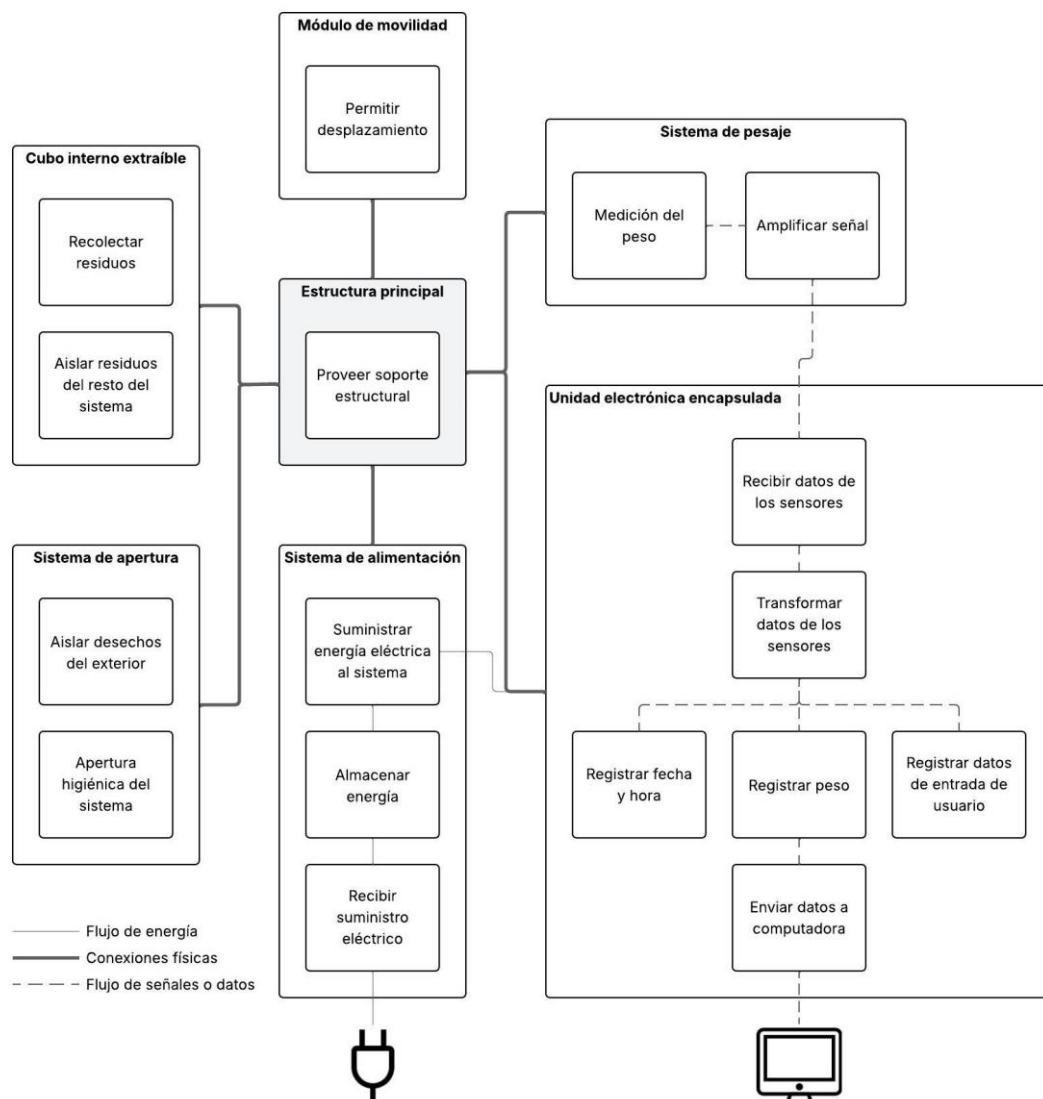 Módulo de movilidad
Permitir
desplazamiento
Cubo interno extraíble
Recolectar
residuos
Aislar residuos
del resto del
sistema
Estructura principal
Proveer soporte
estructural
Sistema de pesaje
Medición del
peso
Amplificar señal
Sistema de apertura
Aislar desechos
del exterior
Apertura
higiénica del
sistema
Sistema de alimentación
Suministrar
energía eléctrica
al sistema
Almacenar
energía
Recibir
suministro
eléctrico
Unidad electrónica encapsulada
Recibir datos de
los sensores
Transformar
datos de los
sensores
Registrar fecha
y hora
Registrar peso
Registrar datos
de entrada de
usuario
Enviar datos a
computadora
Flujo de energía
Conexiones físicas
Flujo de señales o datos